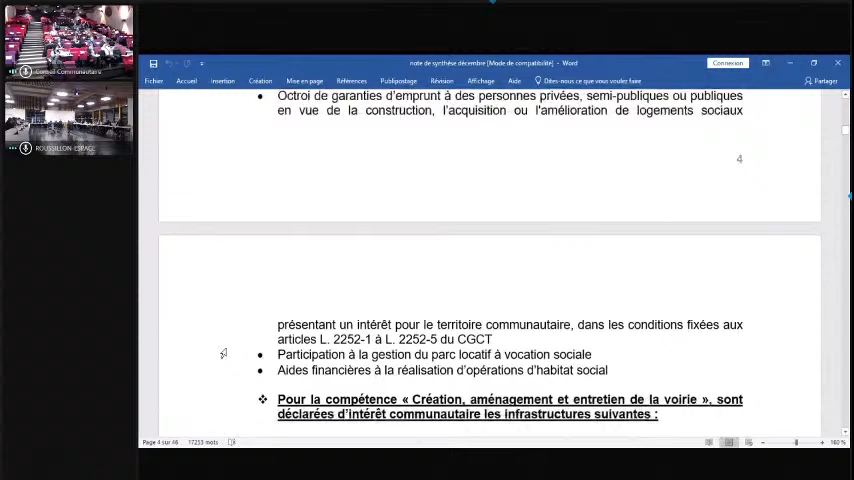 Conseil Communautaire
ROUSSILLON-ESPACE
note de synthèse décembre [Mode de compatibilité] - Word
Connexion
Fichier Accueil Insertion Création Mise en page Références Publipostage Révision Affichage Aide Dites-nous ce que vous voulez faire Partager
• Octroi de garanties d'emprunt à des personnes privées, semi-publiques ou publiques
en vue de la construction, l'acquisition ou l'amélioration de logements sociaux
4
présentant un intérêt pour le territoire communautaire, dans les conditions fixées aux
articles L. 2252-1 à L. 2252-5 du CGCT
• Participation à la gestion du parc locatif à vocation sociale
• Aides financières à la réalisation d'opérations d'habitat social
❖ Pour la compétence « Création, aménagement et entretien de la voirie », sont
déclarées d'intérêt communautaire les infrastructures suivantes :
Page 4 sur 46 17253 mots 160 %